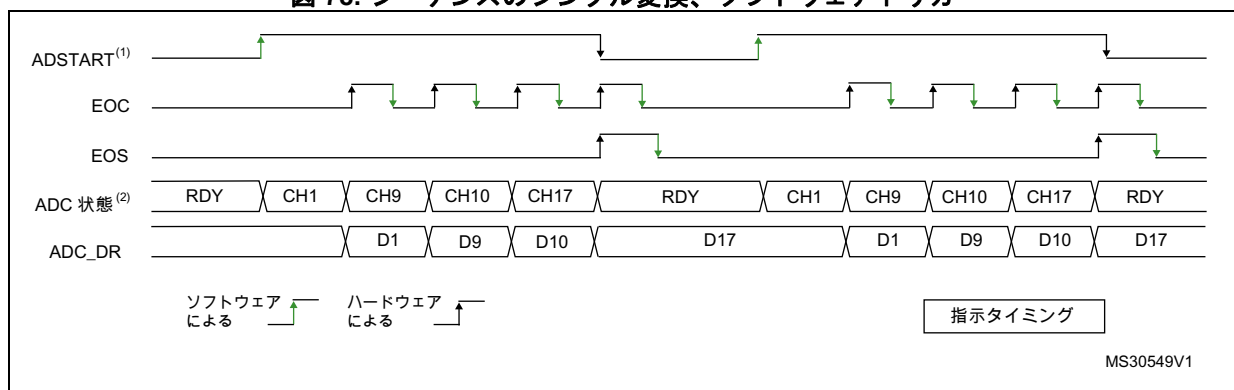 ADSTART(1)
EOC
EOS
ADC 状態(2) RDY CH1 CH9 CH10 CH17 RDY CH1 CH9 CH10 CH17 RDY
ADC_DR D1 D9 D10 D17 D1 D9 D10 D17
ソフトウェア による
ハードウェア による
指示タイミング
MS30549V1